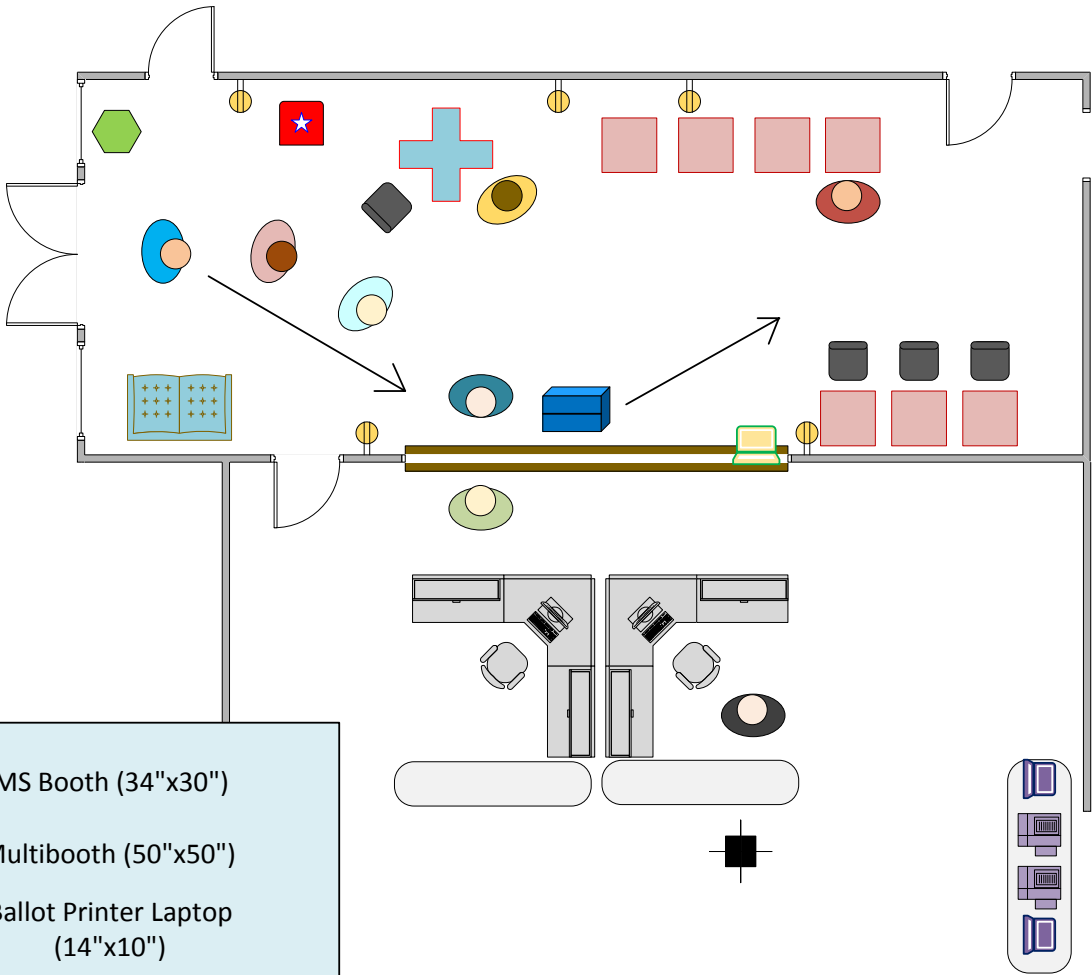 MS Booth (34"x30")
Multibooth (50"x50")
Ballot Printer Laptop
(14"x10")